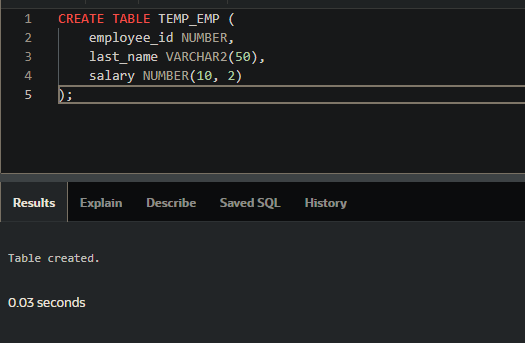 1 CREATE TABLE TEMP_EMP (
2 employee_id NUMBER,
3 last_name VARCHAR2(50),
4 salary NUMBER(10, 2)
5 );
Results Explain Describe Saved SQL History
Table created.
0.03 seconds